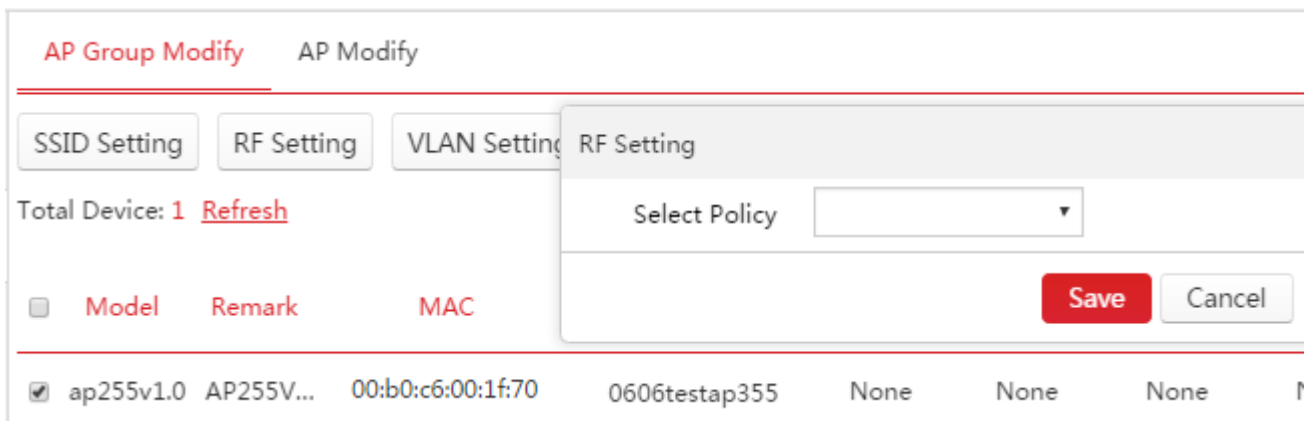 AP Group Modify AP Modify
SSID Setting RF Setting VLAN Setting RF Setting
Total Device: 1 Refresh Select Policy
Save Cancel
Model Remark MAC
ap255v1.0 AP255V... 00:b0:c6:00:1f:70 0606testap355 None None None